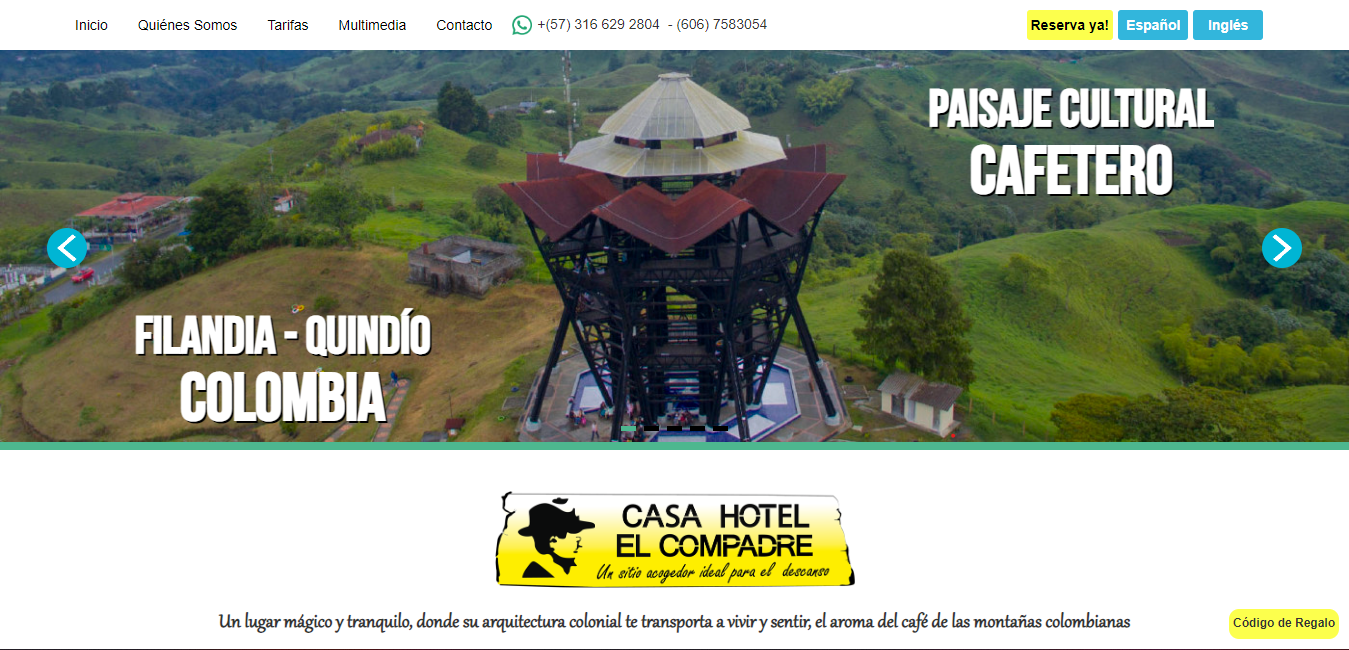 Inicio Quiénes Somos Tarifas Multimedia Contacto +(57) 316 629 2804 - (606) 7583054 Reserva ya! Español Inglés
PAISAJE CULTURAL
CAFETERO
FILANDIA - QUINDÍO
COLOMBIA
CASA HOTEL
EL COMPADRE
Un sitio acogedor ideal para el descanso
Un lugar mágico y tranquilo, donde su arquitectura colonial te transporta a vivir y sentir, el aroma del café de las montañas colombianas
Código de Regalo